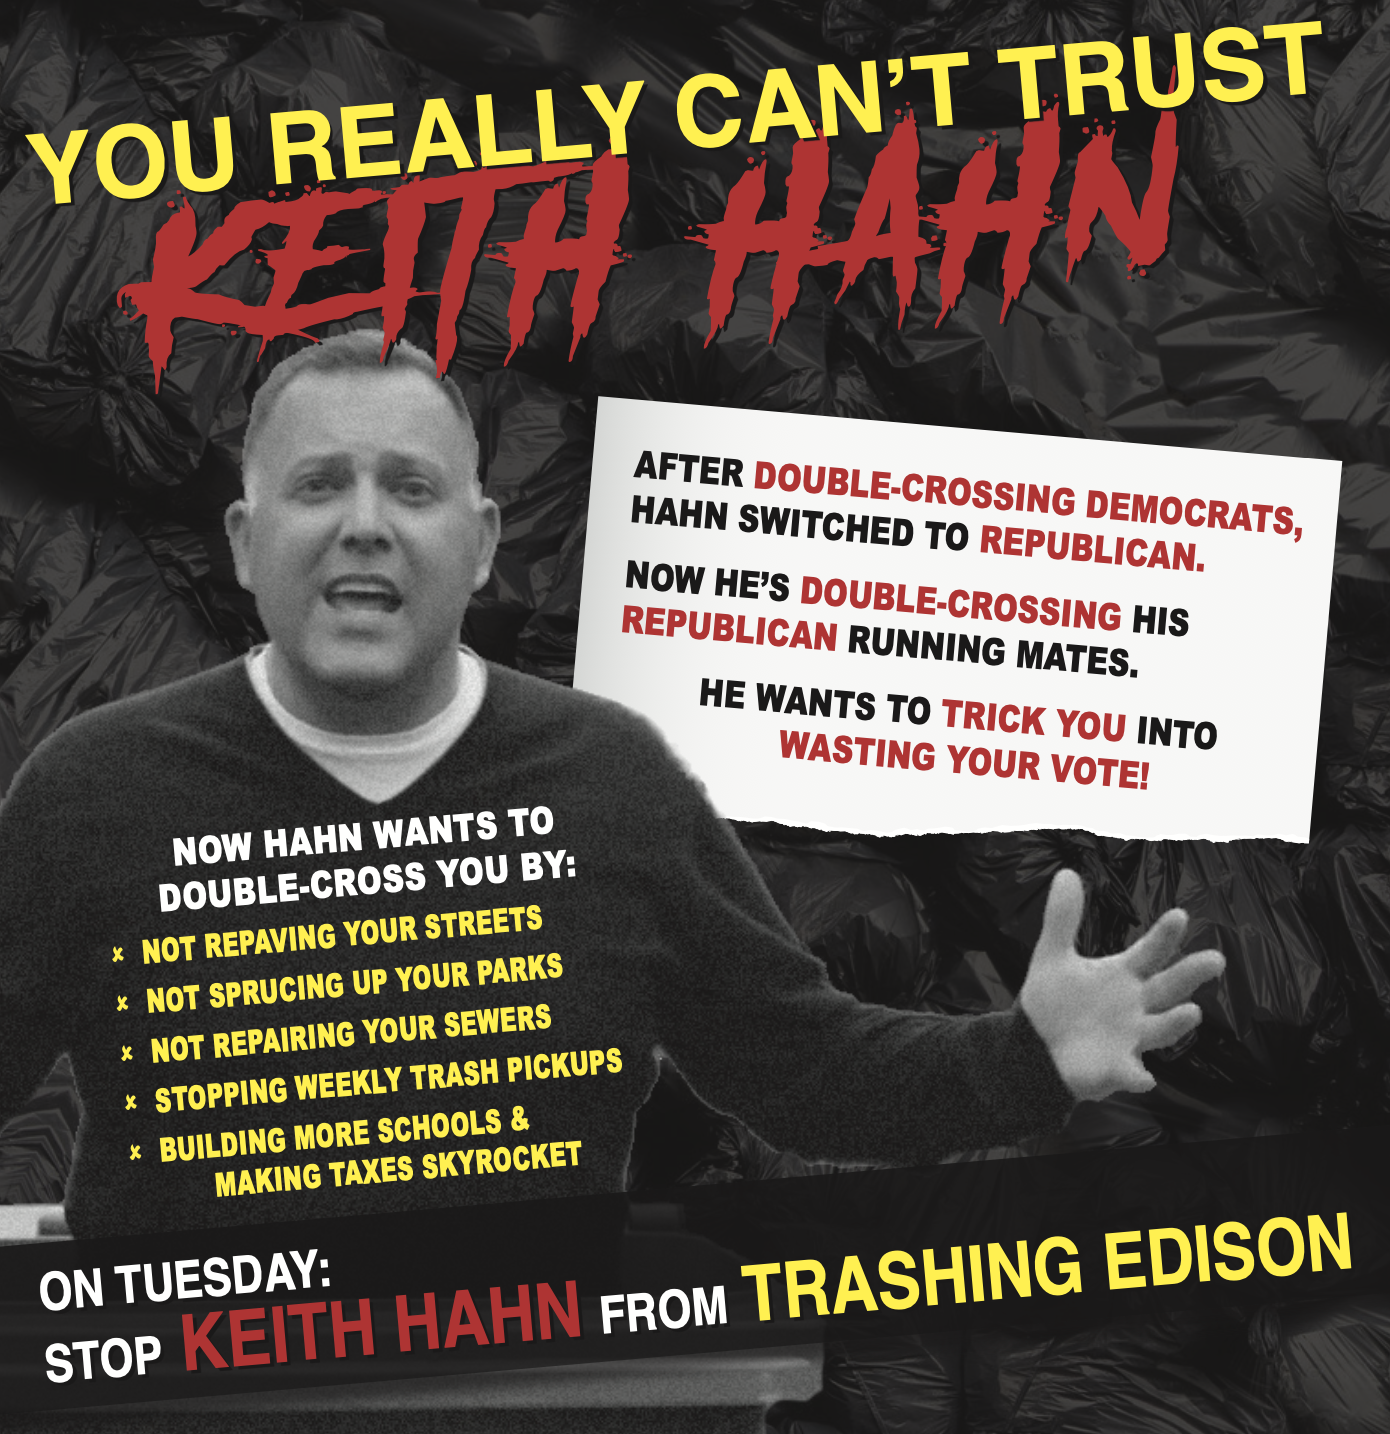 YOU REALLY CAN'T TRUST
KEITH HAHN
AFTER DOUBLE-CROSSING DEMOCRATS,
HAHN SWITCHED TO REPUBLICAN.
NOW HE'S DOUBLE-CROSSING HIS
REPUBLICAN RUNNING MATES.
HE WANTS TO TRICK YOU INTO
WASTING YOUR VOTE!
NOW HAHN WANTS TO
DOUBLE-CROSS YOU BY:
× NOT REPAVING YOUR STREETS
× NOT SPRUCING UP YOUR PARKS
× NOT REPAIRING YOUR SEWERS
× STOPPING WEEKLY TRASH PICKUPS
× BUILDING MORE SCHOOLS &
MAKING TAXES SKYROCKET
ON TUESDAY:
STOP KEITH HAHN FROM TRASHING EDISON